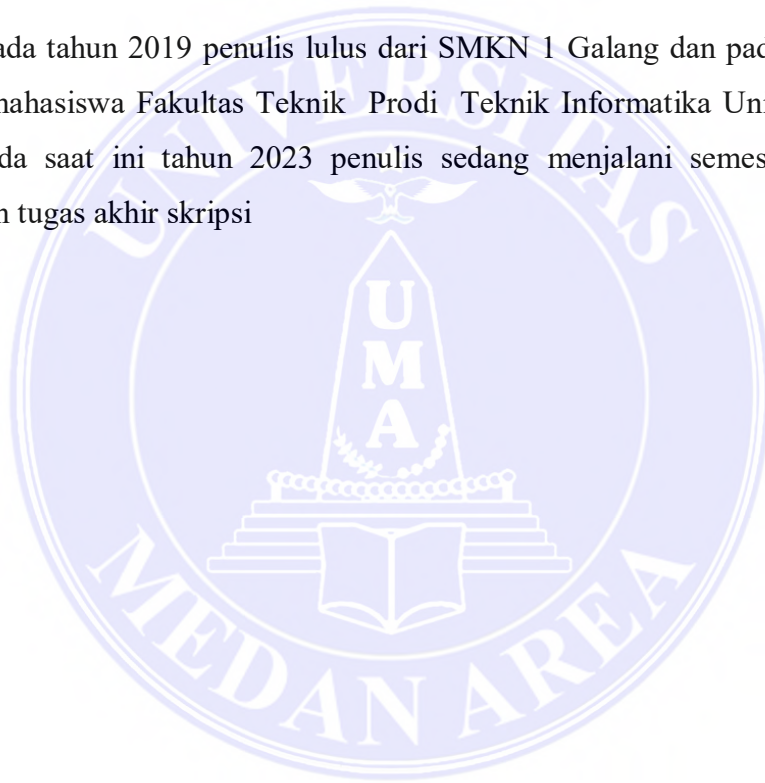 ada tahun 2019 penulis lulus dari SMKN 1 Galang dan pad
mahasiswa Fakultas Teknik Prodi Teknik Informatika Uni
da saat ini tahun 2023 penulis sedang menjalani semes
n tugas akhir skripsi
UNIVERSITAS
U
M
A
MEDAN AREA